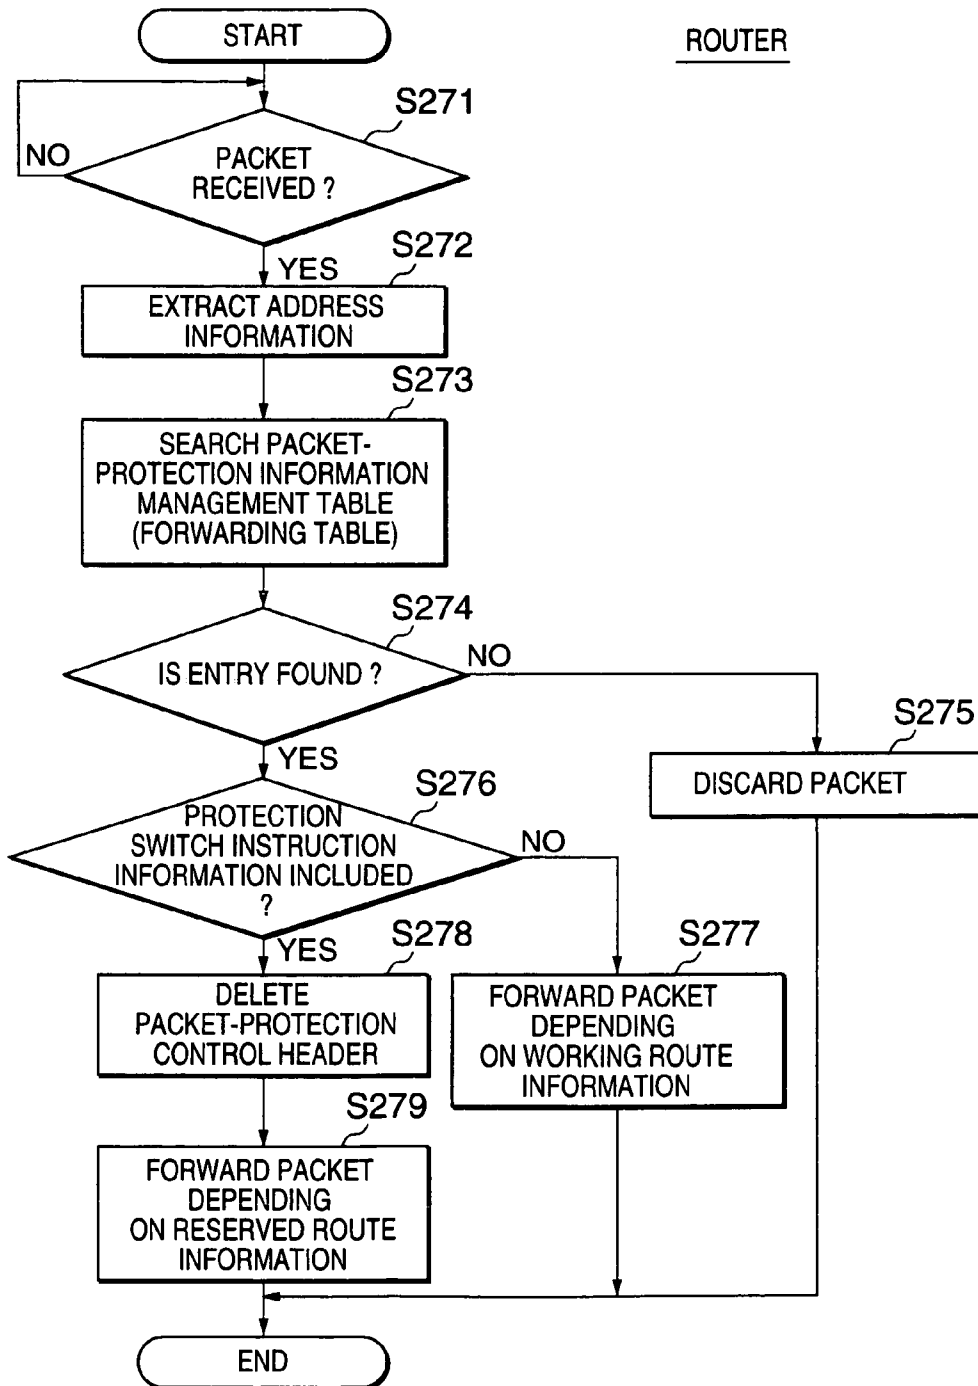 START
ROUTER
S271
NO
PACKET
RECEIVED ?
YES
S272
EXTRACT ADDRESS
INFORMATION
S273
SEARCH PACKET-
PROTECTION INFORMATION
MANAGEMENT TABLE
(FORWARDING TABLE)
S274
IS ENTRY FOUND ?
NO
YES
S275
DISCARD PACKET
S276
PROTECTION
SWITCH INSTRUCTION
INFORMATION INCLUDED
?
NO
YES
S278
DELETE
PACKET-PROTECTION
CONTROL HEADER
S277
FORWARD PACKET
DEPENDING
ON WORKING ROUTE
INFORMATION
S279
FORWARD PACKET
DEPENDING
ON RESERVED ROUTE
INFORMATION
END